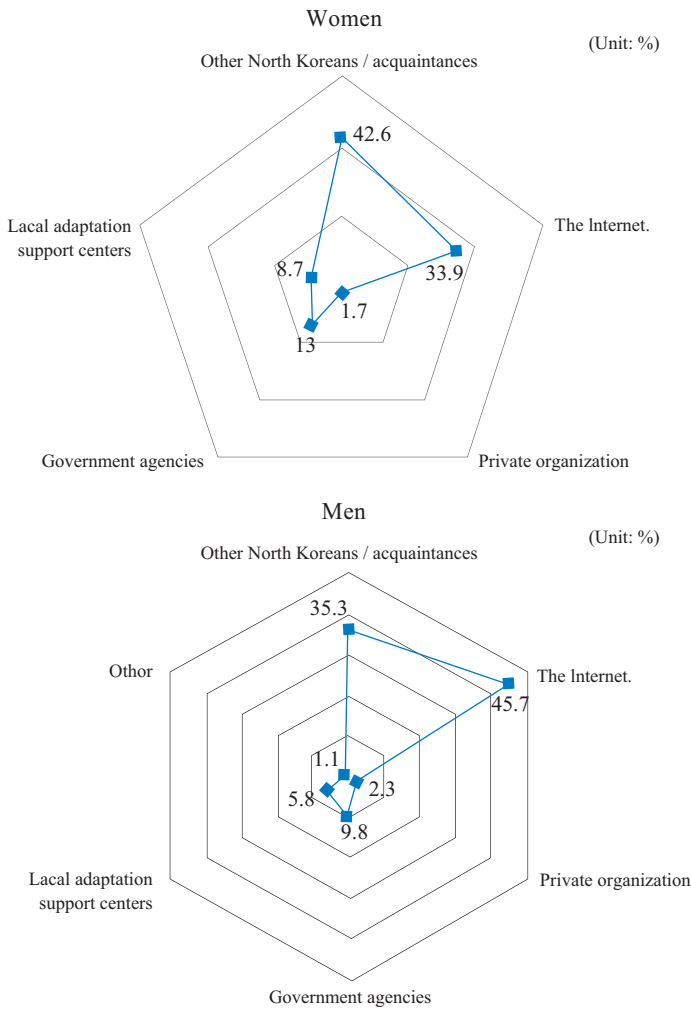 Women
(Unit: %)
Other North Koreans / acquaintances
42.6
Lacal adaptation
support centers
The lnternet.
8.7
33.9
1.7
13
Government agencies
Private organization
Men
(Unit: %)
Other North Koreans / acquaintances
35.3
Othor
The lnternet.
45.7
1.1
5.8
2.3
9.8
Lacal adaptation
support centers
Private organization
Government agencies